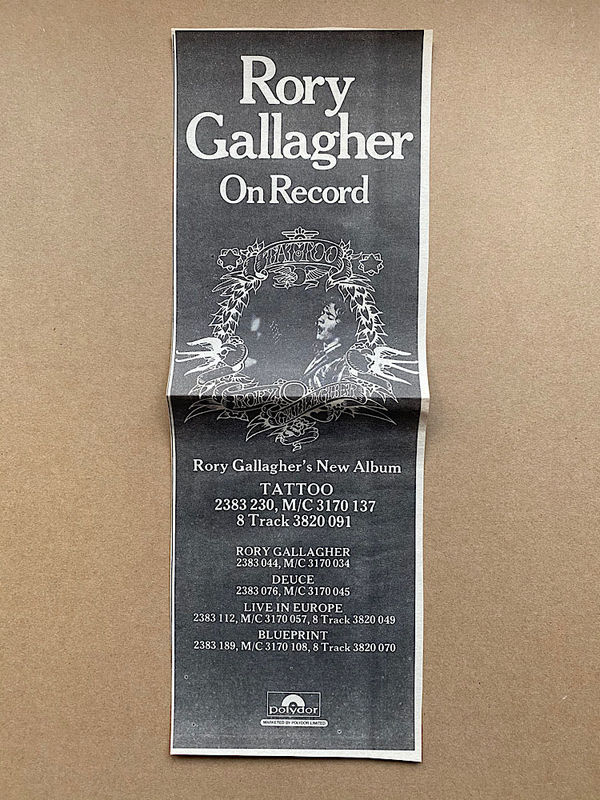 Rory
Gallagher
On Record
TATTOO
RORY
GALLAGHER
Rory Gallagher's New Album
TATTOO
2383 230, M/C 3170 137
8 Track 3820 091
RORY GALLAGHER
2383 044, M/C 3170 034
DEUCE
2383 076, M/C 3170 045
LIVE IN EUROPE
2383 112, M/C 3170 057, 8 Track 3820 049
BLUEPRINT
2383 189, M/C 3170 108, 8 Track 3820 070
polydor
MARKETED BY POLYDOR LIMITED